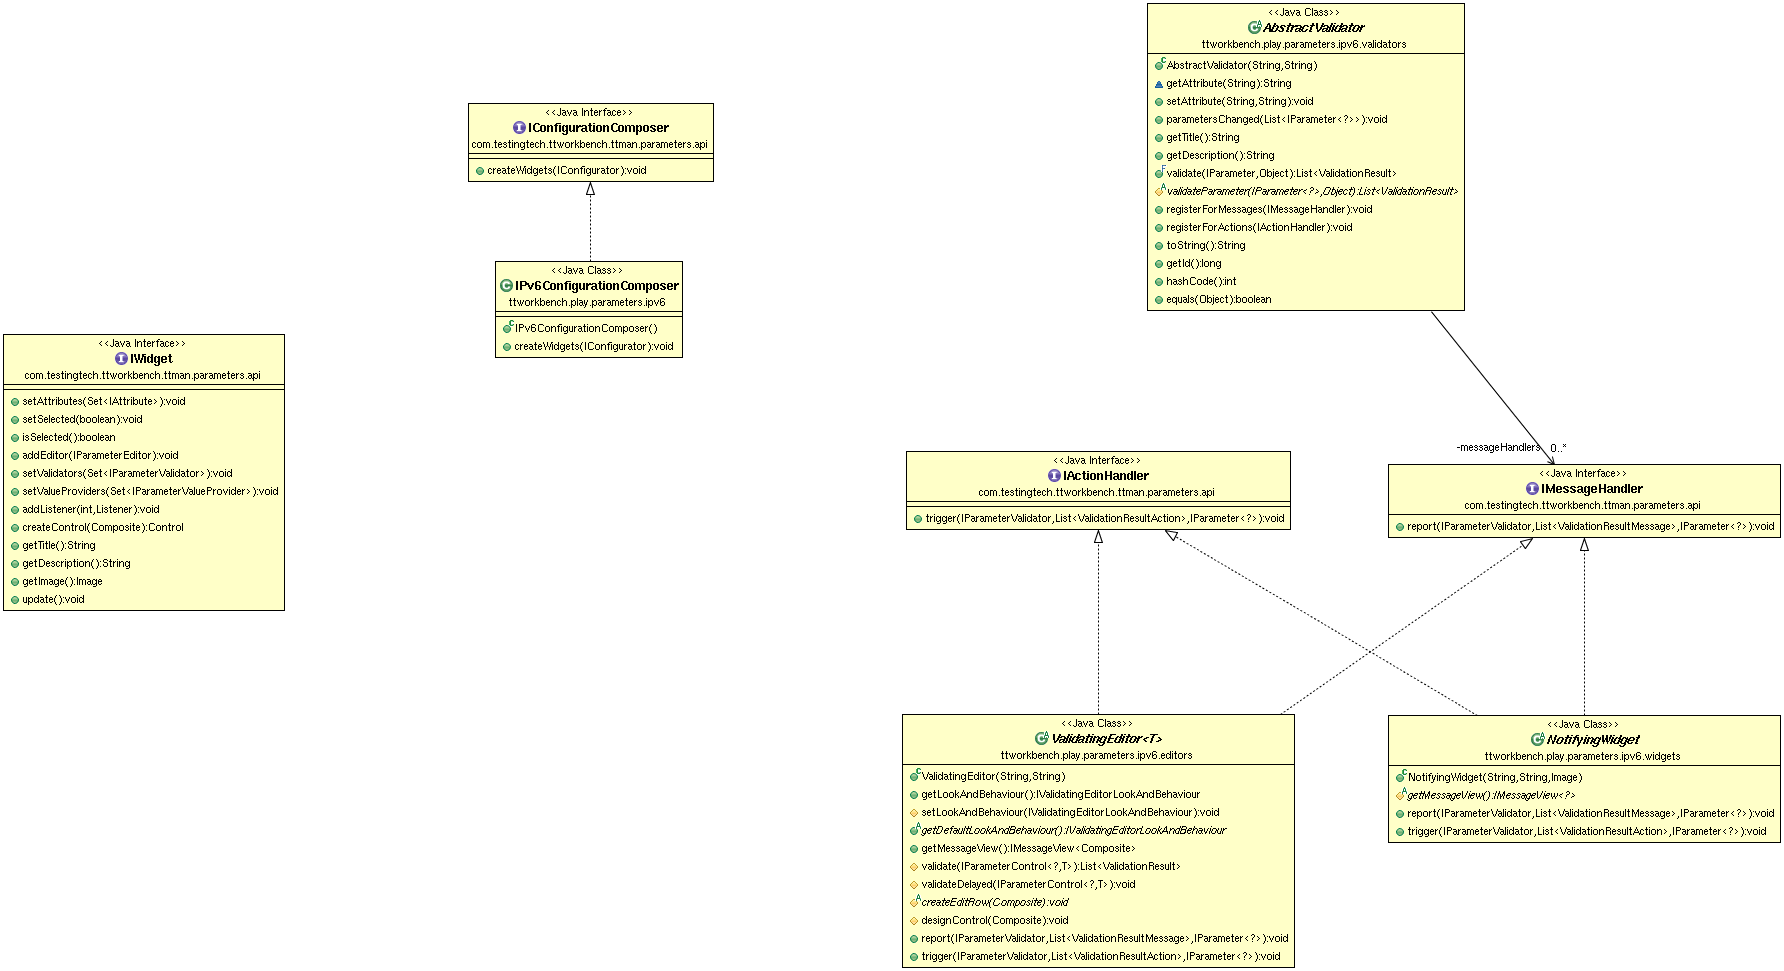 <<Java Class>>
AbstractValidator
ttworkbench.play.parameters.ipv6.validators
AbstractValidator(String,String)
getAttribute(String):String
setAttribute(String,String):void
parametersChanged(List<IParameter<?>>):void
getTitle():String
getDescription():String
validate(IParameter,Object):List<ValidationResult>
validateParameter(IParameter<?>,Object):List<ValidationResult>
registerForMessages(IMessageHandler):void
registerForActions(IActionHandler):void
toString():String
getId():long
hashCode():int
equals(Object):boolean
<<Java Interface>>
IConfigurationComposer
com.testingtech.ttworkbench.ttman.parameters.api
createWidgets(IConfigurator):void
<<Java Class>>
IPv6ConfigurationComposer
ttworkbench.play.parameters.ipv6
IPv6ConfigurationComposer()
createWidgets(IConfigurator):void
<<Java Interface>>
IWidget
com.testingtech.ttworkbench.ttman.parameters.api
setAttributes(Set<IAttribute>):void
setSelected(boolean):void
isSelected():boolean
addEditor(IParameterEditor):void
setValidators(Set<IParameterValidator>):void
setValueProviders(Set<IParameterValueProvider>):void
addListener(int,Listener):void
createControl(Composite):Control
getTitle():String
getDescription():String
getImage():Image
update():void
-messageHandlers 0..*
<<Java Interface>>
IActionHandler
com.testingtech.ttworkbench.ttman.parameters.api
trigger(IParameterValidator,List<ValidationResultAction>,IParameter<?>):void
<<Java Interface>>
IMessageHandler
com.testingtech.ttworkbench.ttman.parameters.api
report(IParameterValidator,List<ValidationResultMessage>,IParameter<?>):void
<<Java Class>>
ValidatingEditor<T>
ttworkbench.play.parameters.ipv6.editors
ValidatingEditor(String,String)
getLookAndBehaviour():IValidatingEditorLookAndBehaviour
setLookAndBehaviour(IValidatingEditorLookAndBehaviour):void
getDefaultLookAndBehaviour():IValidatingEditorLookAndBehaviour
getMessageView():IMessageView<Composite>
validate(IParameterControl<?,T>):List<ValidationResult>
validateDelayed(IParameterControl<?,T>):void
createEditRow(Composite):void
designControl(Composite):void
report(IParameterValidator,List<ValidationResultMessage>,IParameter<?>):void
trigger(IParameterValidator,List<ValidationResultAction>,IParameter<?>):void
<<Java Class>>
NotifyingWidget
ttworkbench.play.parameters.ipv6.widgets
NotifyingWidget(String,String,Image)
getMessageView():IMessageView<?>
report(IParameterValidator,List<ValidationResultMessage>,IParameter<?>):void
trigger(IParameterValidator,List<ValidationResultAction>,IParameter<?>):void